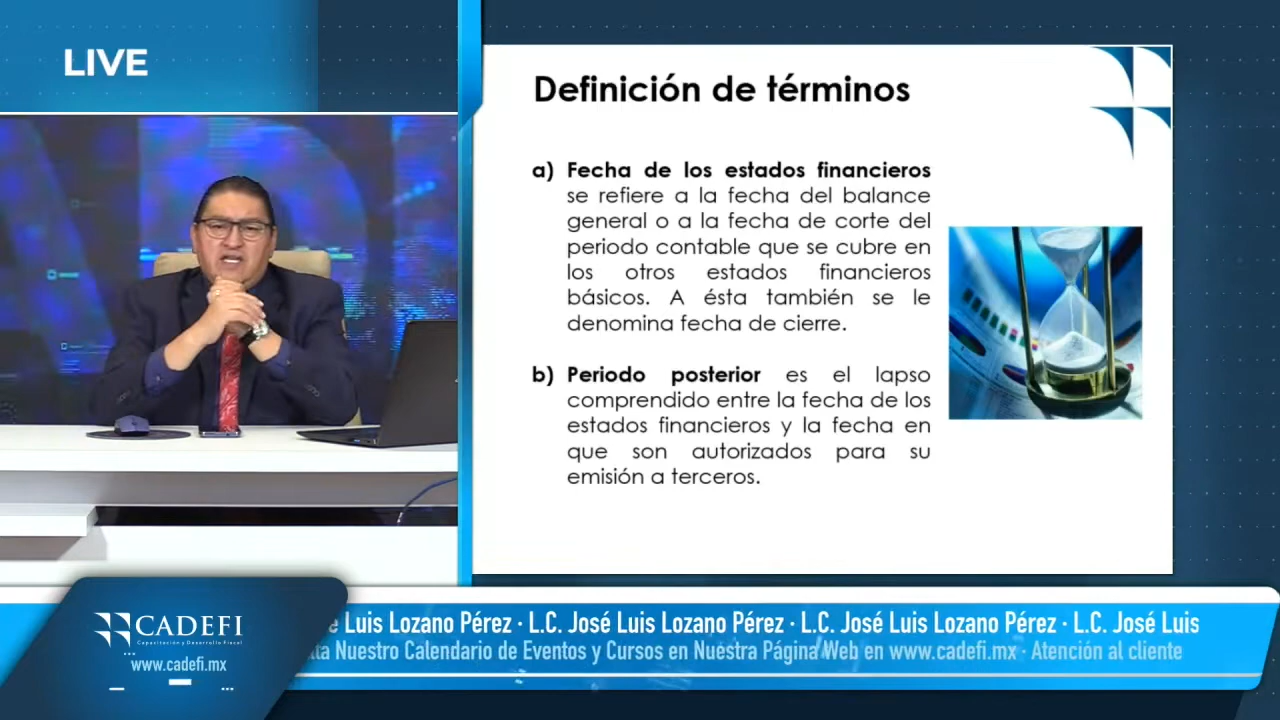 LIVE
Definición de términos
a) Fecha de los estados financieros
se refiere a la fecha del balance
general o a la fecha de corte del
periodo contable que se cubre en
los otros estados financieros
básicos. A ésta también se le
denomina fecha de cierre.
b) Periodo posterior es el lapso
comprendido entre la fecha de los
estados financieros y la fecha en
que son autorizados para su
emisión a terceros.
CADEFI
Capacitación y Desarrollo Fiscal
www.cadefi.mx
Luis Lozano Pérez · L.C. José Luis Lozano Pérez · L.C. José Luis Lozano Pérez · L.C. José Luis
Nuestro Calendario de Eventos y Cursos en Nuestra Página Web en www.cadefi.mx · Atención al cliente